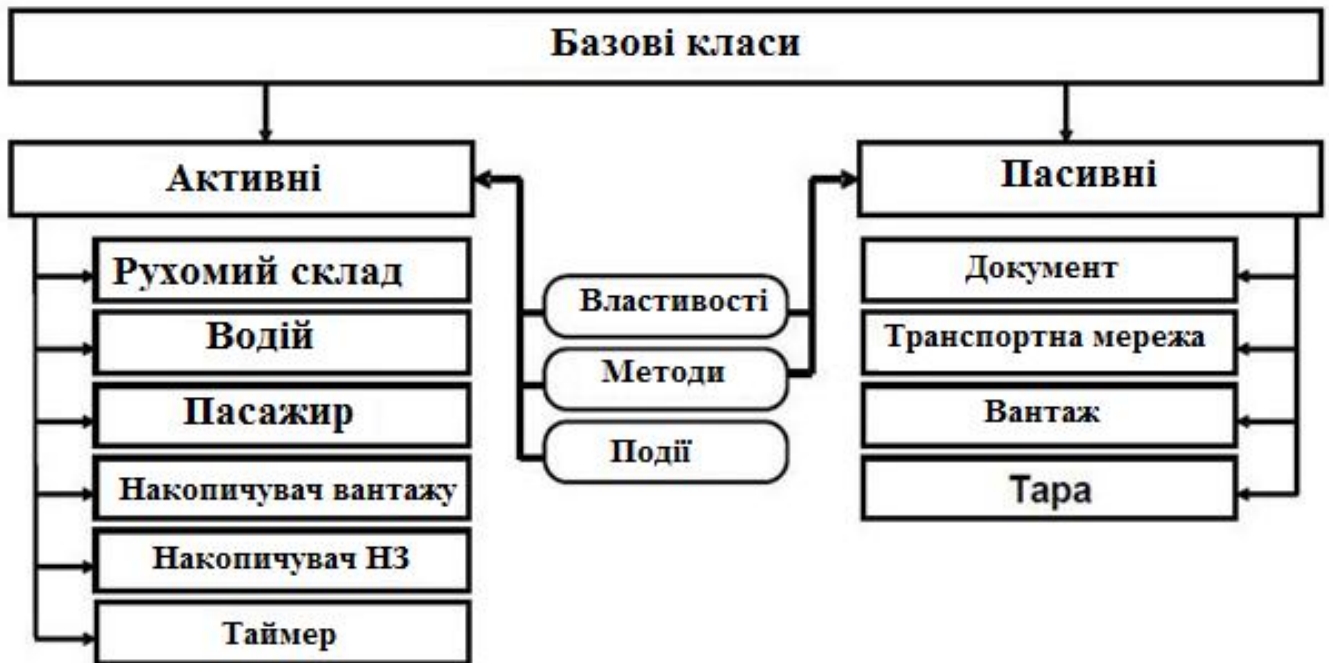 Базові класи
Активні
Пасивні
Рухомий склад
Водій
Пасажир
Накопичувач вантажу
Накопичувач НЗ
Таймер
Властивості
Методи
Події
Документ
Транспортна мережа
Вантаж
Тара